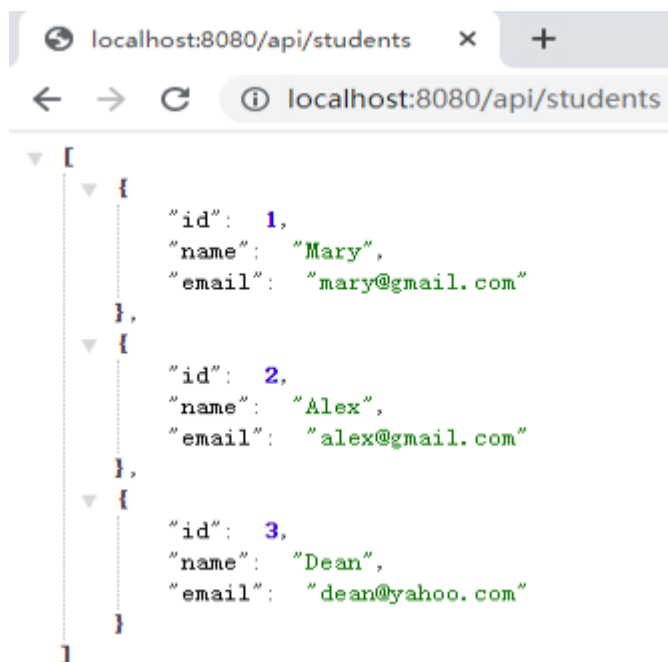 localhost:8080/api/students
localhost:8080/api/students
[
{
"id": 1,
"name": "Mary",
"email": "mary@gmail.com"
},
{
"id": 2,
"name": "Alex",
"email": "alex@gmail.com"
},
{
"id": 3,
"name": "Dean",
"email": "dean@yahoo.com"
}
]